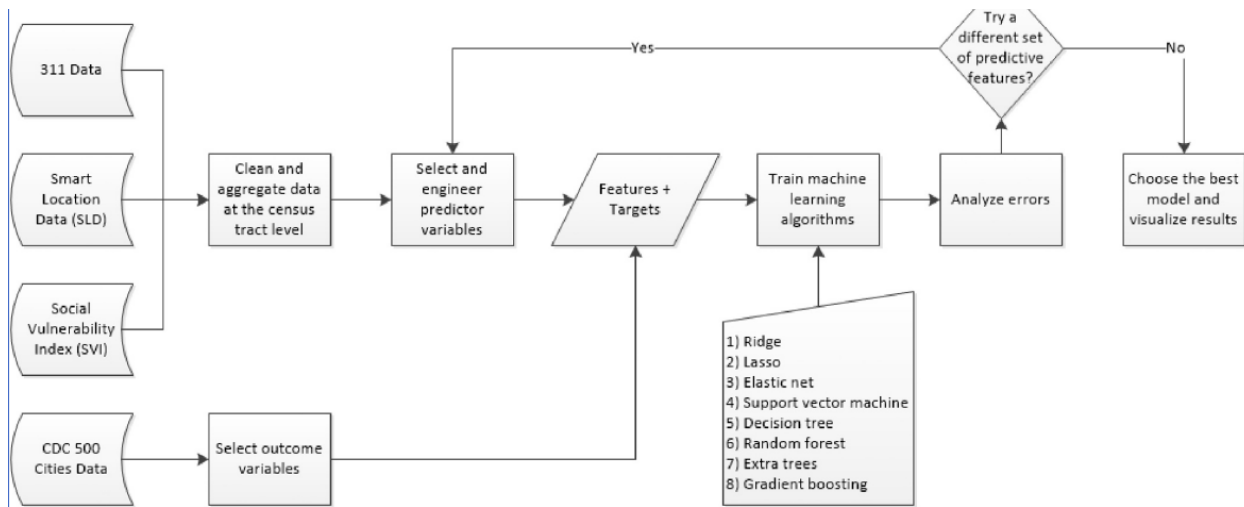 311 Data
Smart
Location
Data (SLD)
Social
Vulnerability
Index (SVI)
CDC 500
Cities Data
Clean and
aggregate data
at the census
tract level
Select outcome
variables
Select and
engineer
predictor
variables
Features +
Targets
Train machine
learning
algorithms
1) Ridge
2) Lasso
3) Elastic net
4) Support vector machine
5) Decision tree
6) Random forest
7) Extra trees
8) Gradient boosting
Analyze errors
Try a
different set
of predictive
features?
Yes
No
Choose the best
model and
visualize results